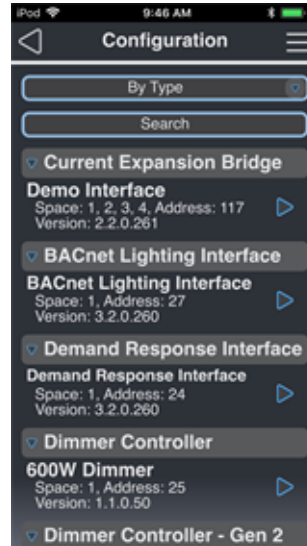 iPod 9:46 AM
Configuration
By Type
Search
Current Expansion Bridge
Demo Interface
Space: 1, 2, 3, 4, Address: 117
Version: 2.2.0.261
BACnet Lighting Interface
BACnet Lighting Interface
Space: 1, Address: 27
Version: 3.2.0.260
Demand Response Interface
Demand Response Interface
Space: 1, Address: 24
Version: 3.2.0.260
Dimmer Controller
600W Dimmer
Space: 1, Address: 25
Version: 1.1.0.50
Dimmer Controller - Gen 2